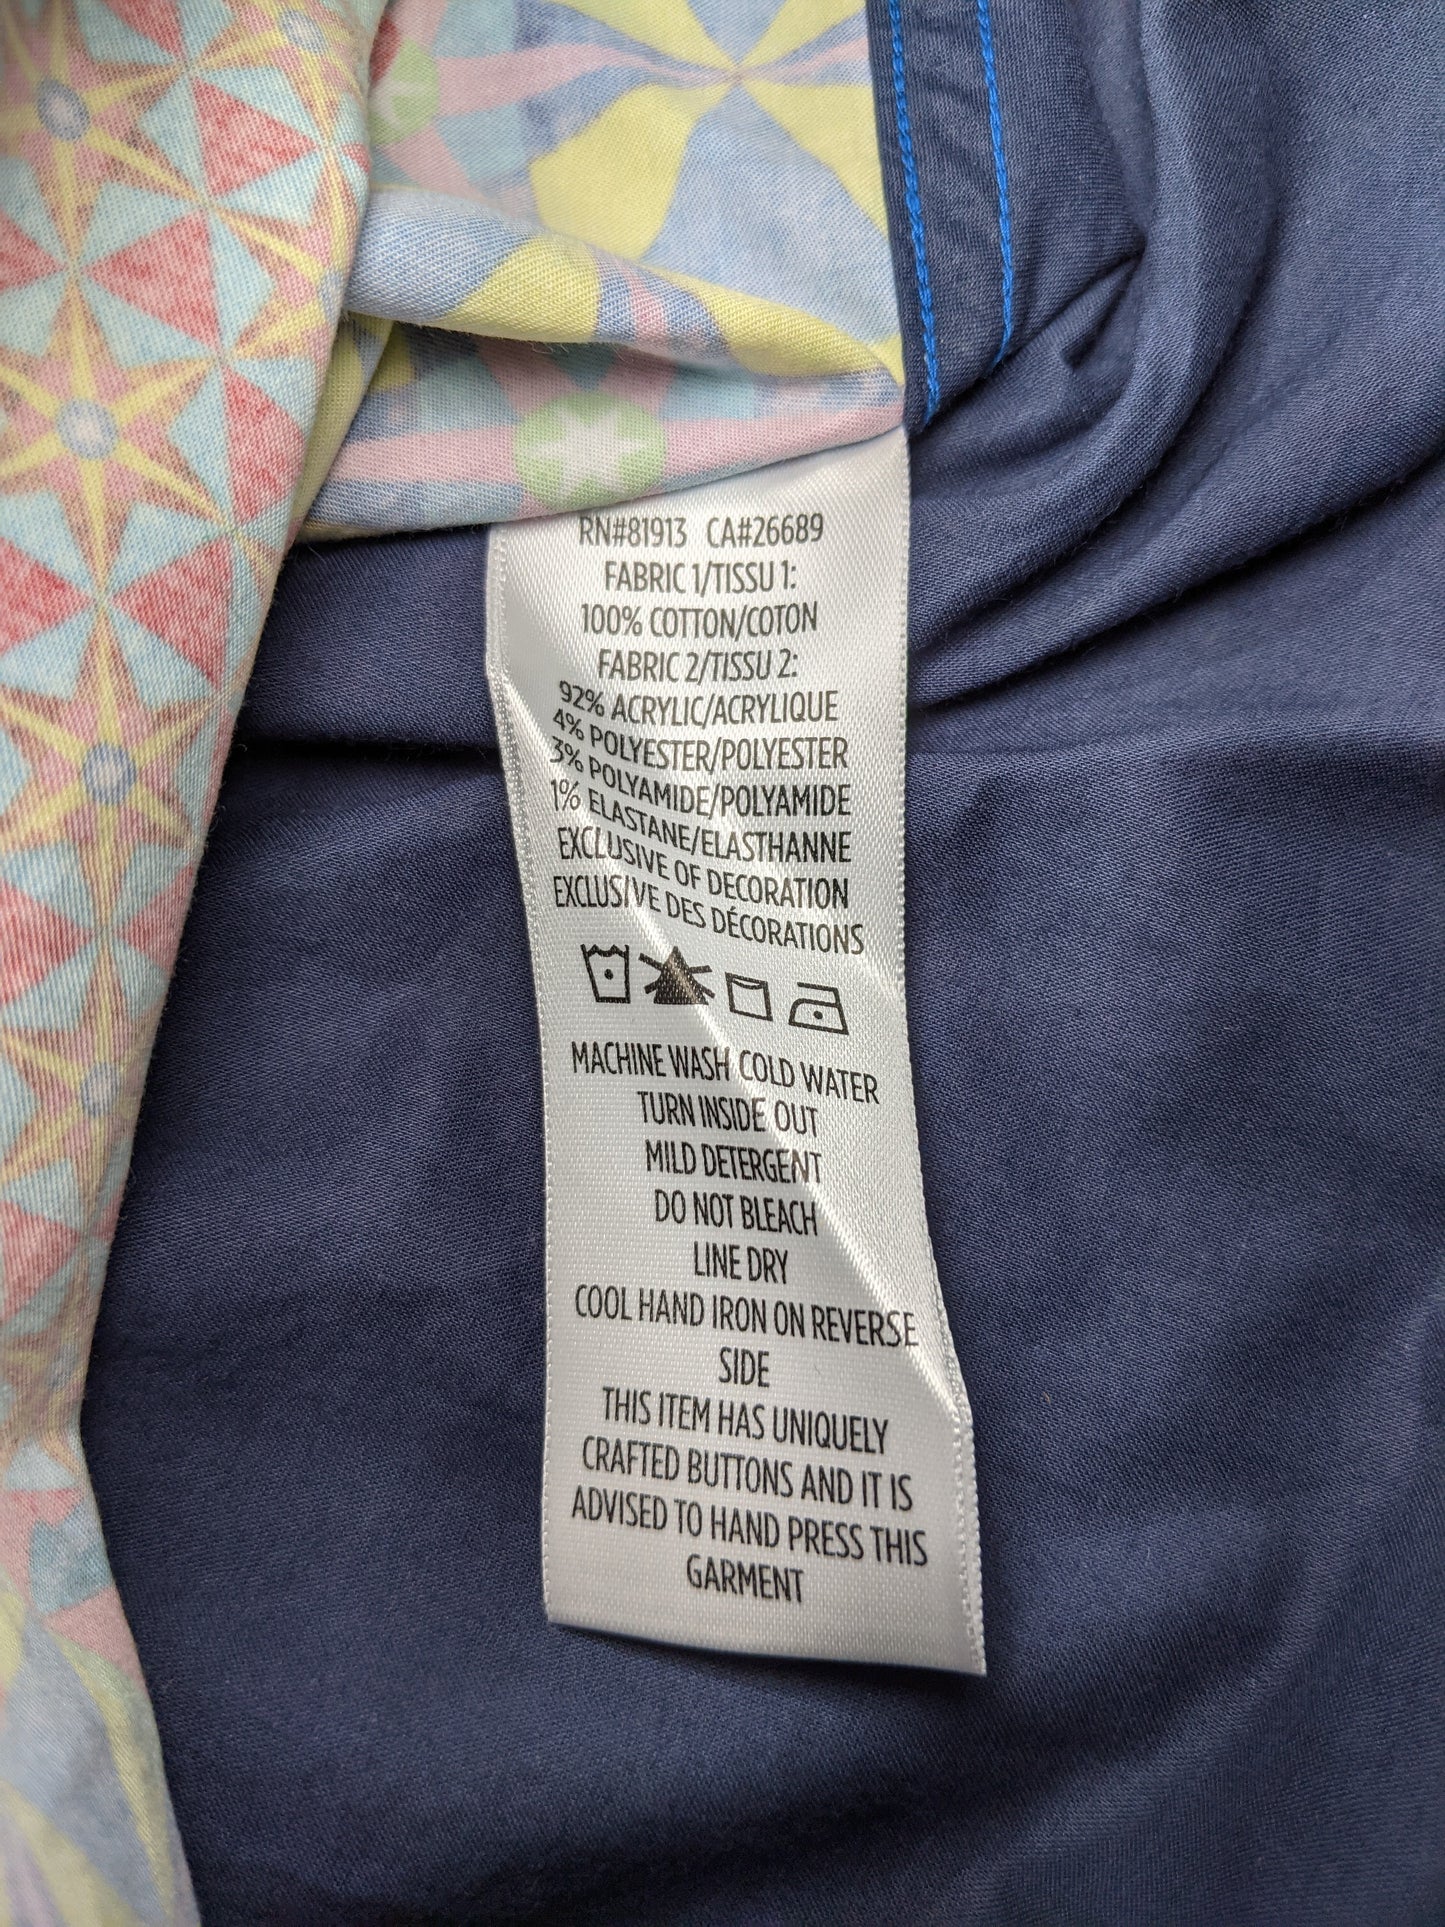 RN#81913 CA#26689
FABRIC 1/TISSU 1:
100% COTTON/COTON
FABRIC 2/TISSU 2:
92% ACRYLIC/ACRYLIQUE
4% POLYESTER/POLYESTER
3% POLYAMIDE/POLYAMIDE
1% ELASTANE/ELASTHANNE
EXCLUSIVE OF DECORATION
EXCLUSIVE DES DÉCORATIONS
MACHINE WASH COLD WATER
TURN INSIDE OUT
MILD DETERGENT
DO NOT BLEACH
LINE DRY
COOL HAND IRON ON REVERSE
SIDE
THIS ITEM HAS UNIQUELY
CRAFTED BUTTONS AND IT IS
ADVISED TO HAND PRESS THIS
GARMENT